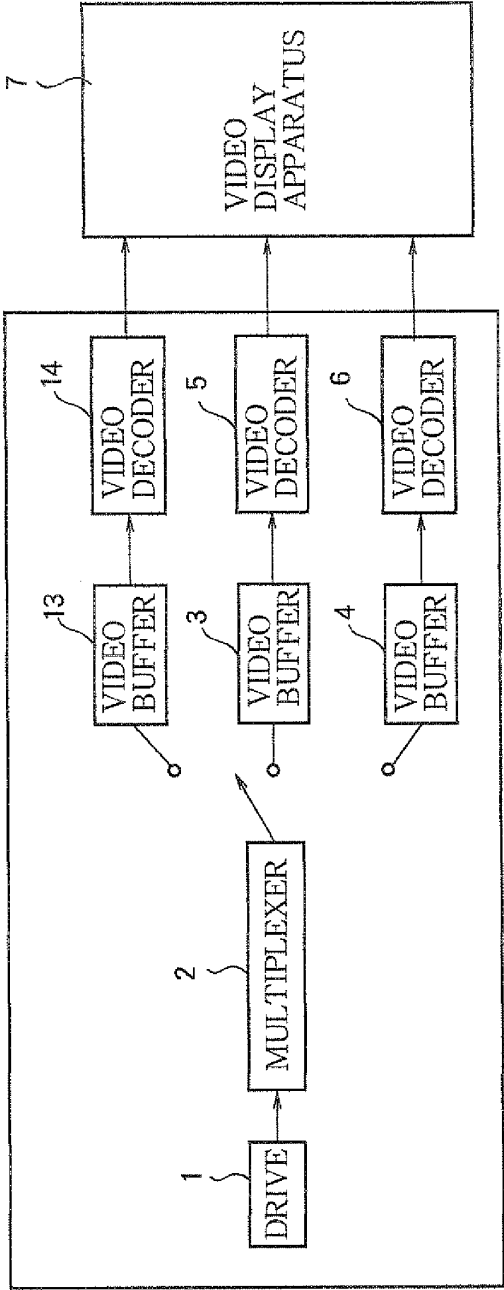 1
DRIVE
2
MULTIPLEXER
13
VIDEO
BUFFER
14
VIDEO
DECODER
3
VIDEO
BUFFER
5
VIDEO
DECODER
4
VIDEO
BUFFER
6
VIDEO
DECODER
7
VIDEO
DISPLAY
APPARATUS